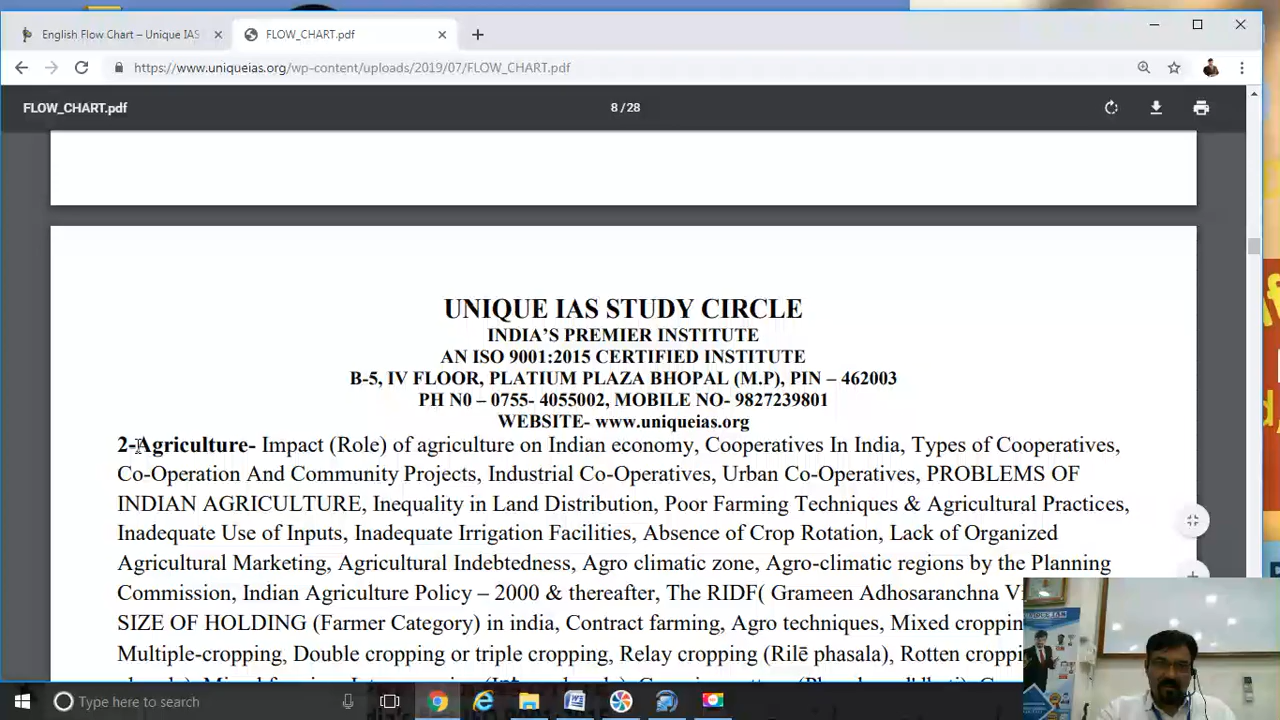 English Flow Chart – Unique IAS
FLOW_CHART.pdf
https://www.uniqueias.org/wp-content/uploads/2019/07/FLOW_CHART.pdf
FLOW_CHART.pdf
8 / 28
UNIQUE IAS STUDY CIRCLE
INDIA'S PREMIER INSTITUTE
AN ISO 9001:2015 CERTIFIED INSTITUTE
B-5, IV FLOOR, PLATIUM PLAZA BHOPAL (M.P), PIN – 462003
PH N0 – 0755- 4055002, MOBILE NO- 9827239801
WEBSITE- www.uniqueias.org
2-Agriculture- Impact (Role) of agriculture on Indian economy, Cooperatives In India, Types of Cooperatives,
Co-Operation And Community Projects, Industrial Co-Operatives, Urban Co-Operatives, PROBLEMS OF
INDIAN AGRICULTURE, Inequality in Land Distribution, Poor Farming Techniques & Agricultural Practices,
Inadequate Use of Inputs, Inadequate Irrigation Facilities, Absence of Crop Rotation, Lack of Organized
Agricultural Marketing, Agricultural Indebtedness, Agro climatic zone, Agro-climatic regions by the Planning
Commission, Indian Agriculture Policy – 2000 & thereafter, The RIDF( Grameen Adhosaranchna
SIZE OF HOLDING (Farmer Category) in india, Contract farming, Agro techniques, Mixed
Multiple-cropping, Double cropping or triple cropping, Relay cropping (Rilē phasala), Rotten
Type here to search